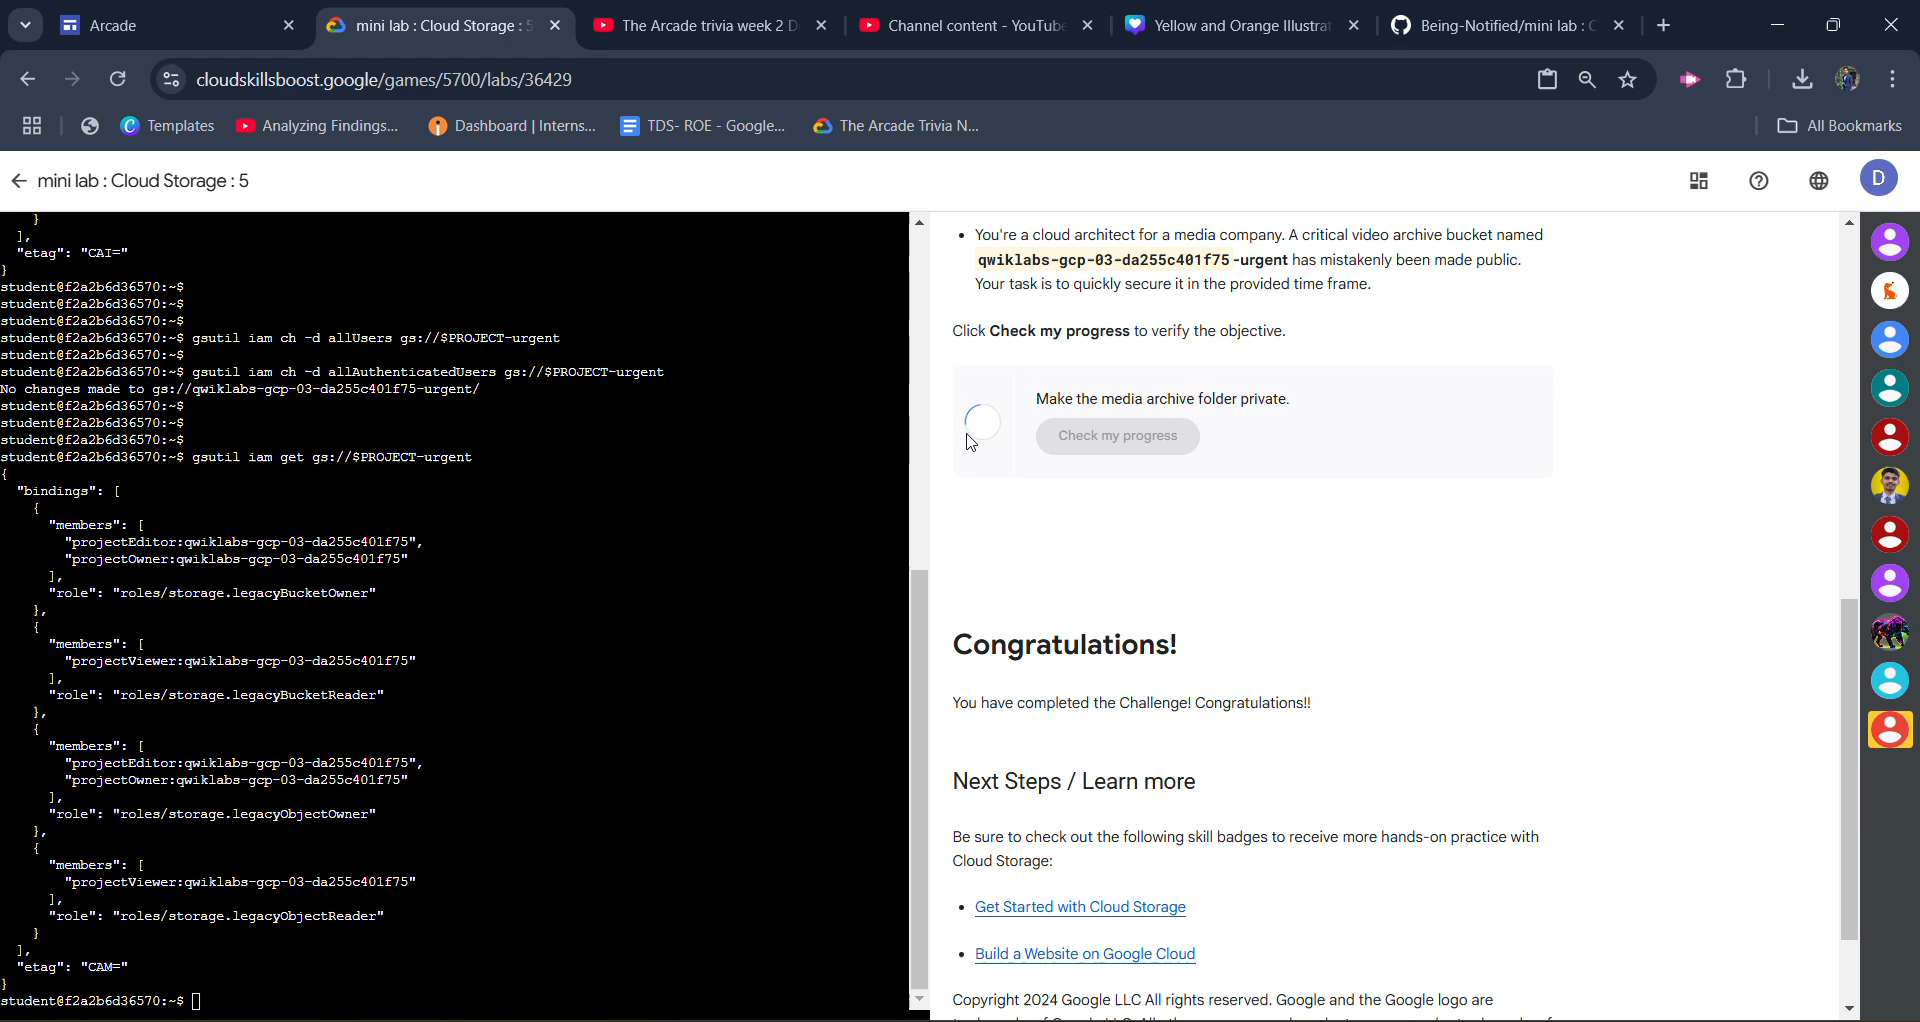 Arcade
mini lab : Cloud Storage : 5
The Arcade trivia week 2 D
Channel content - YouTube
Yellow and Orange Illustrat
Being-Notified/mini lab : C
cloudskillsboost.google/games/5700/labs/36429
Templates
Analyzing Findings...
Dashboard | Interns...
TDS- ROE - Google...
The Arcade Trivia N...
All Bookmarks
mini lab : Cloud Storage : 5
D
}
],
"etag": "CAI="
}
student@f2a2b6d36570:~$
student@f2a2b6d36570:~$
student@f2a2b6d36570:~$
student@f2a2b6d36570:~$ gsutil iam ch -d allUsers gs://$PROJECT-urgent
student@f2a2b6d36570:~$
student@f2a2b6d36570:~$ gsutil iam ch -d allAuthenticatedUsers gs://$PROJECT-urgent
No changes made to gs://qwiklabs-gcp-03-da255c401f75-urgent/
student@f2a2b6d36570:~$
student@f2a2b6d36570:~$
student@f2a2b6d36570:~$
student@f2a2b6d36570:~$ gsutil iam get gs://$PROJECT-urgent
{
"bindings": [
{
"members": [
"projectEditor:qwiklabs-gcp-03-da255c401f75",
"projectOwner:qwiklabs-gcp-03-da255c401f75"
],
"role": "roles/storage.legacyBucketOwner"
},
{
"members": [
"projectViewer:qwiklabs-gcp-03-da255c401f75"
],
"role": "roles/storage.legacyBucketReader"
},
{
"members": [
"projectEditor:qwiklabs-gcp-03-da255c401f75",
"projectOwner:qwiklabs-gcp-03-da255c401f75"
],
"role": "roles/storage.legacyObjectOwner"
},
{
"members": [
"projectViewer:qwiklabs-gcp-03-da255c401f75"
],
"role": "roles/storage.legacyObjectReader"
}
],
"etag": "CAM="
}
student@f2a2b6d36570:~$
• You're a cloud architect for a media company. A critical video archive bucket named
qwiklabs-gcp-03-da255c401f75-urgent has mistakenly been made public.
Your task is to quickly secure it in the provided time frame.
Click Check my progress to verify the objective.
Make the media archive folder private.
Check my progress
Congratulations!
You have completed the Challenge! Congratulations!!
Next Steps / Learn more
Be sure to check out the following skill badges to receive more hands-on practice with
Cloud Storage:
• Get Started with Cloud Storage
• Build a Website on Google Cloud
Copyright 2024 Google LLC All rights reserved. Google and the Google logo are